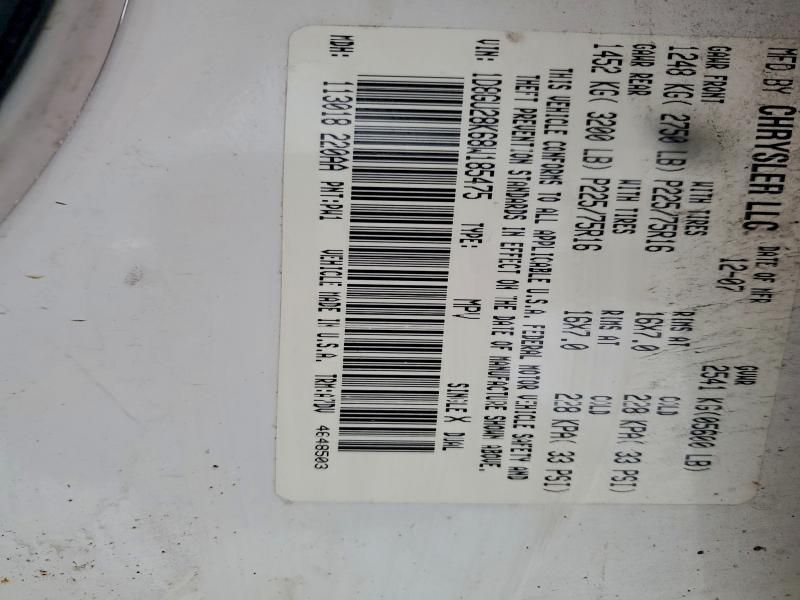 MFD BY CHRYSLER LLC DATE OF MFR 12-07 GVWR 2541 KG(05600 LB)
GAWR FRONT WITH TIRES RIMS AT COLD
1248 KG( 2750 LB) P225/75R16 16X7.0 228 KPA( 33 PSI)
GAWR REAR WITH TIRES RIMS AT COLD
1452 KG( 3200 LB) P225/75R16 16X7.0 228 KPA( 33 PSI)
THIS VEHICLE CONFORMS TO ALL APPLICABLE U.S.A. FEDERAL MOTOR VEHICLE SAFETY AND
THEFT PREVENTION STANDARDS IN EFFECT ON THE DATE OF MANUFACTURE SHOWN ABOVE.
VIN: 1D8GU28K68W185475 TYPE: MPV SINGLE X DUAL
MDH: 113018 220AA PNT:PW1 VEHICLE MADE IN U.S.A. TRM:A7DV 4648503